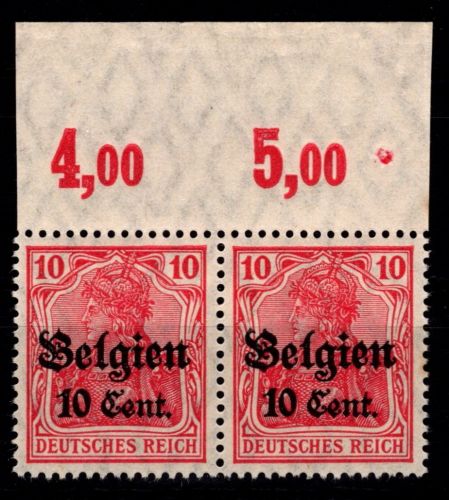 4,00 5,00
10 10 10 10
Belgien Belgien
10 Cent. 10 Cent.
DEUTSCHES REICH DEUTSCHES REICH